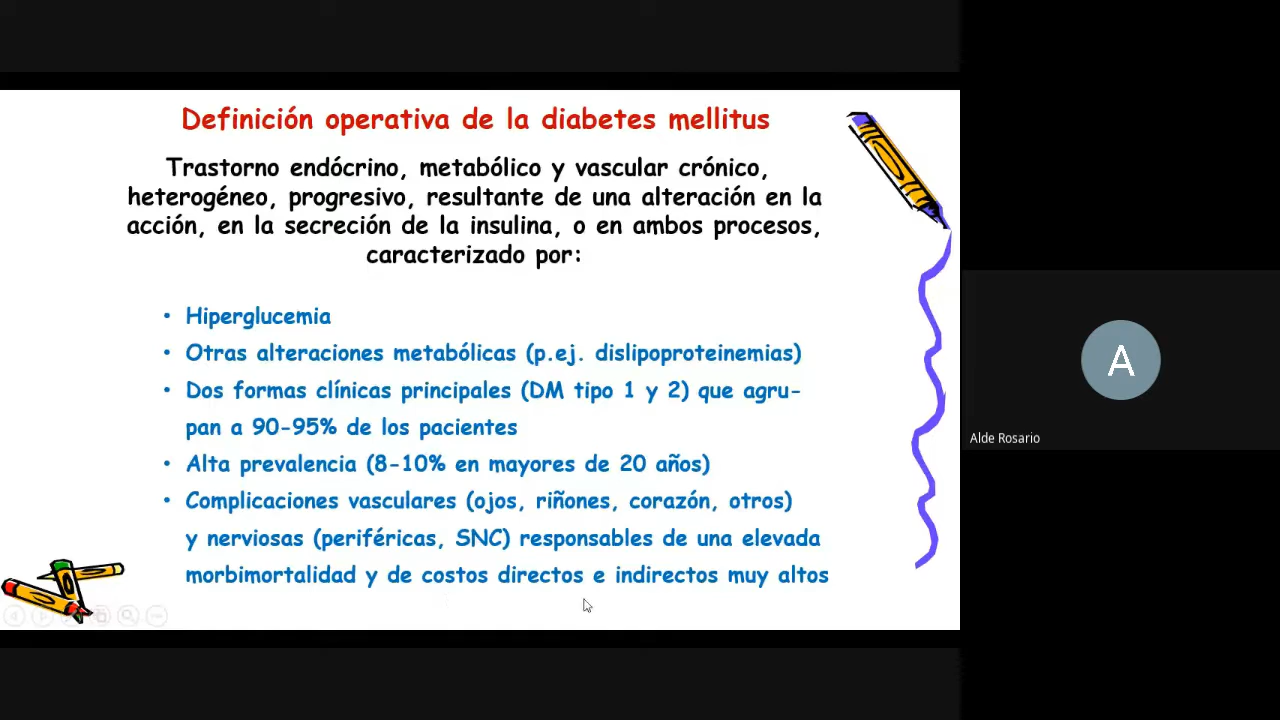 Definición operativa de la diabetes mellitus
Trastorno endócrino, metabólico y vascular crónico,
heterogéneo, progresivo, resultante de una alteración en la
acción, en la secreción de la insulina, o en ambos procesos,
caracterizado por:
• Hiperglucemia
• Otras alteraciones metabólicas (p.ej. dislipoproteinemias)
• Dos formas clínicas principales (DM tipo 1 y 2) que agru-
pan a 90-95% de los pacientes
• Alta prevalencia (8-10% en mayores de 20 años)
• Complicaciones vasculares (ojos, riñones, corazón, otros)
y nerviosas (periféricas, SNC) responsables de una elevada
morbimortalidad y de costos directos e indirectos muy altos
A
Alde Rosario